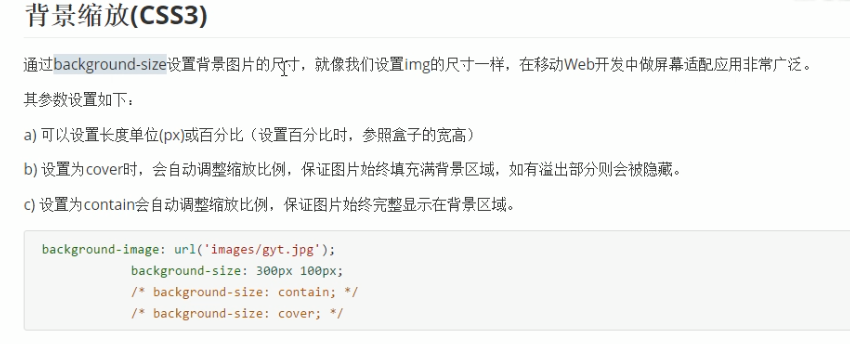 背景缩放(CSS3)
通过background-size设置背景图片的尺寸，就像我们设置img的尺寸一样，在移动Web开发中做屏幕适配应用非常广泛。
其参数设置如下：
a) 可以设置长度单位(px)或百分比（设置百分比时，参照盒子的宽高）
b) 设置为cover时，会自动调整缩放比例，保证图片始终填充满背景区域，如有溢出部分则会被隐藏。
c) 设置为contain会自动调整缩放比例，保证图片始终完整显示在背景区域。
background-image: url('images/gyt.jpg');
background-size: 300px 100px;
/* background-size: contain; */
/* background-size: cover; */